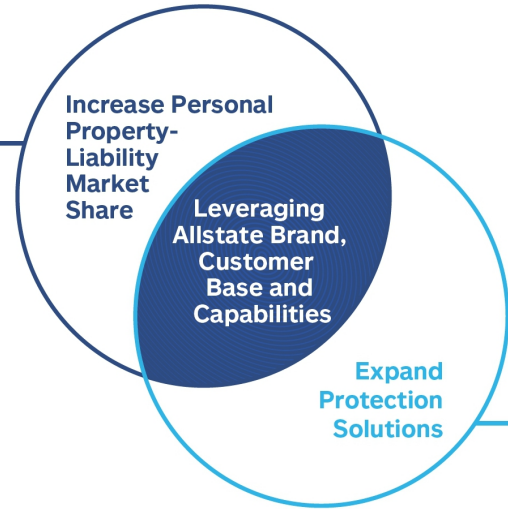 Increase Personal
Property-
Liability
Market
Share
Leveraging
Allstate Brand,
Customer
Base and
Capabilities
Expand
Protection
Solutions